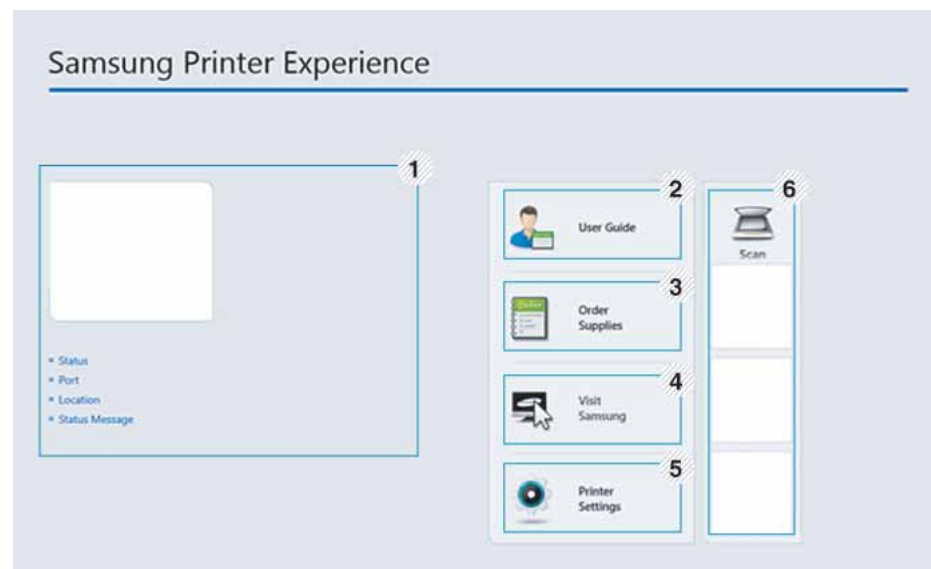 Samsung Printer Experience
1
Status
Port
Location
Status Message
2
User Guide
3
Order
Supplies
4
Visit
Samsung
5
Printer
Settings
6
Scan